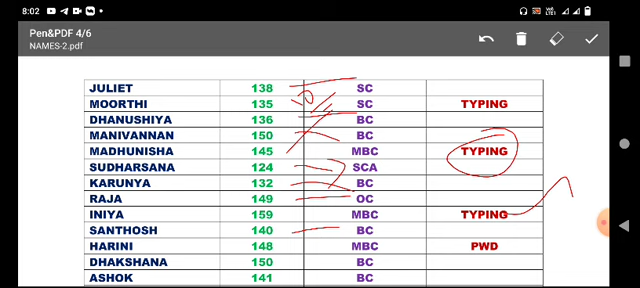 8:02 Vo) LTE1
Pen&PDF 4/6
NAMES-2.pdf
JULIET 138 SC
MOORTHI 135 SC TYPING
DHANUSHIYA 136 BC
MANIVANNAN 150 BC
MADHUNISHA 145 MBC TYPING
SUDHARSANA 124 SCA
KARUNYA 132 BC
RAJA 149 OC
INIYA 159 MBC TYPING
SANTHOSH 140 BC
HARINI 148 MBC PWD
DHAKSHANA 150 BC
ASHOK 141 BC